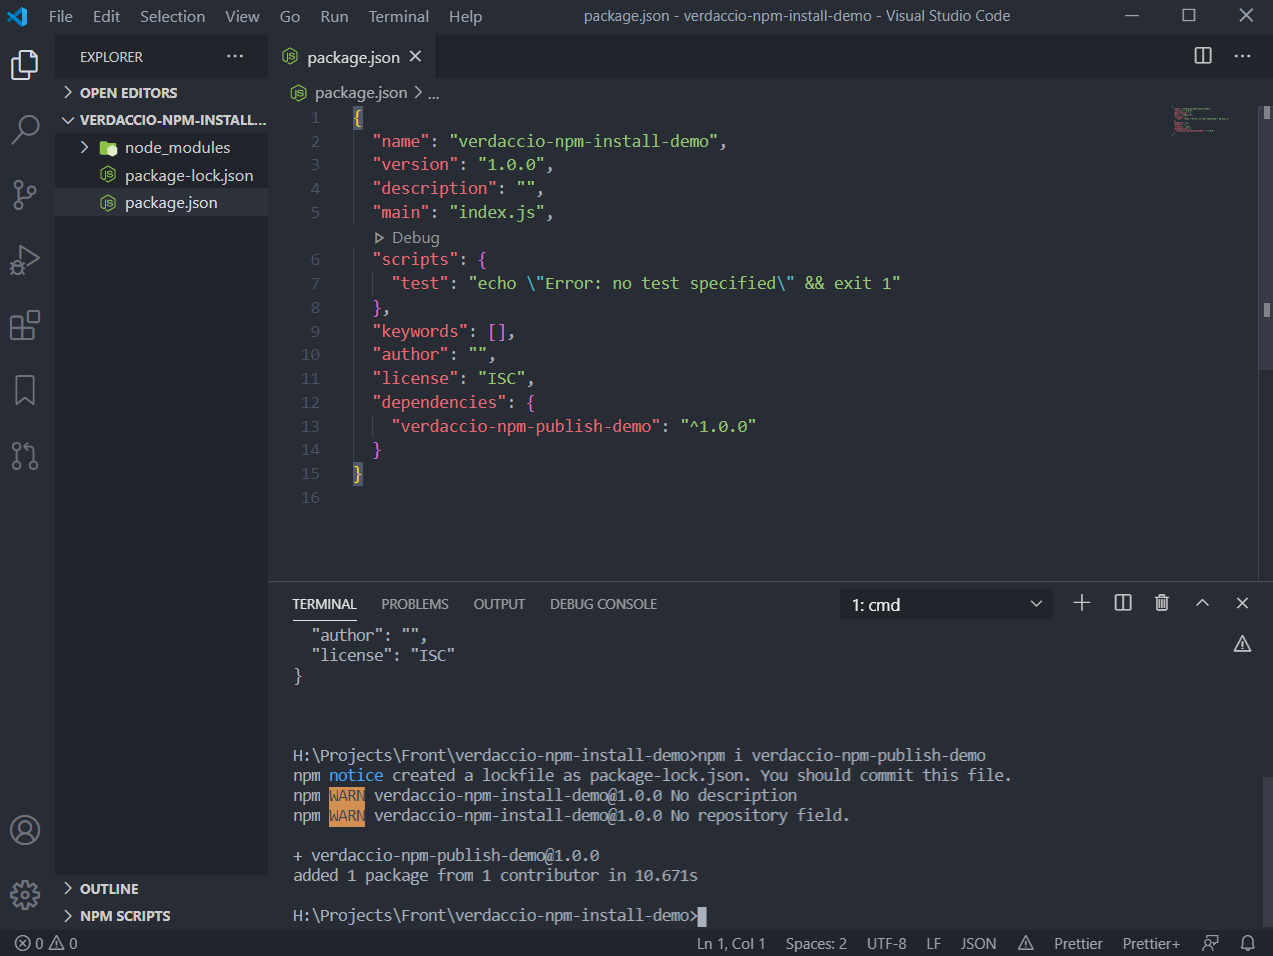 File Edit Selection View Go Run Terminal Help package.json - verdaccio-npm-install-demo - Visual Studio Code
EXPLORER
OPEN EDITORS
VERDACCIO-NPM-INSTALL...
node_modules
package-lock.json
package.json
OUTLINE
NPM SCRIPTS
package.json
package.json > ...
1 {
2 "name": "verdaccio-npm-install-demo",
3 "version": "1.0.0",
4 "description": "",
5 "main": "index.js",
Debug
6 "scripts": {
7 "test": "echo \"Error: no test specified\" && exit 1"
8 },
9 "keywords": [],
10 "author": "",
11 "license": "ISC",
12 "dependencies": {
13 "verdaccio-npm-publish-demo": "^1.0.0"
14 }
15 }
16
TERMINAL PROBLEMS OUTPUT DEBUG CONSOLE 1: cmd
"author": "",
"license": "ISC"
}
H:\Projects\Front\verdaccio-npm-install-demo>npm i verdaccio-npm-publish-demo
npm notice created a lockfile as package-lock.json. You should commit this file.
npm WARN verdaccio-npm-install-demo@1.0.0 No description
npm WARN verdaccio-npm-install-demo@1.0.0 No repository field.
+ verdaccio-npm-publish-demo@1.0.0
added 1 package from 1 contributor in 10.671s
H:\Projects\Front\verdaccio-npm-install-demo>
0 0 Ln 1, Col 1 Spaces: 2 UTF-8 LF JSON Prettier Prettier+